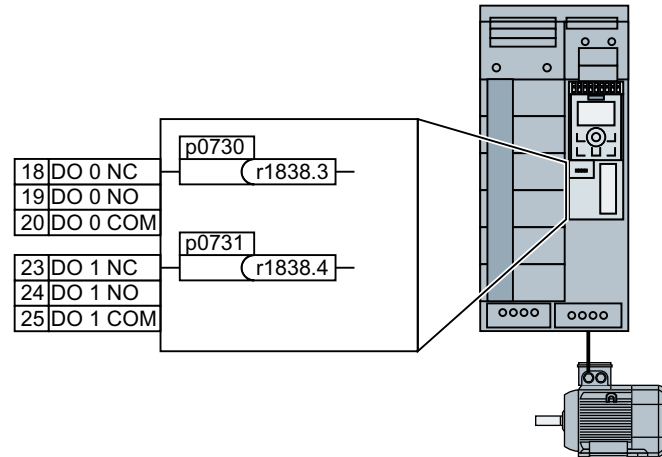 p0730
18 DO 0 NC r1838.3
19 DO 0 NO
20 DO 0 COM
p0731
23 DO 1 NC r1838.4
24 DO 1 NO
25 DO 1 COM